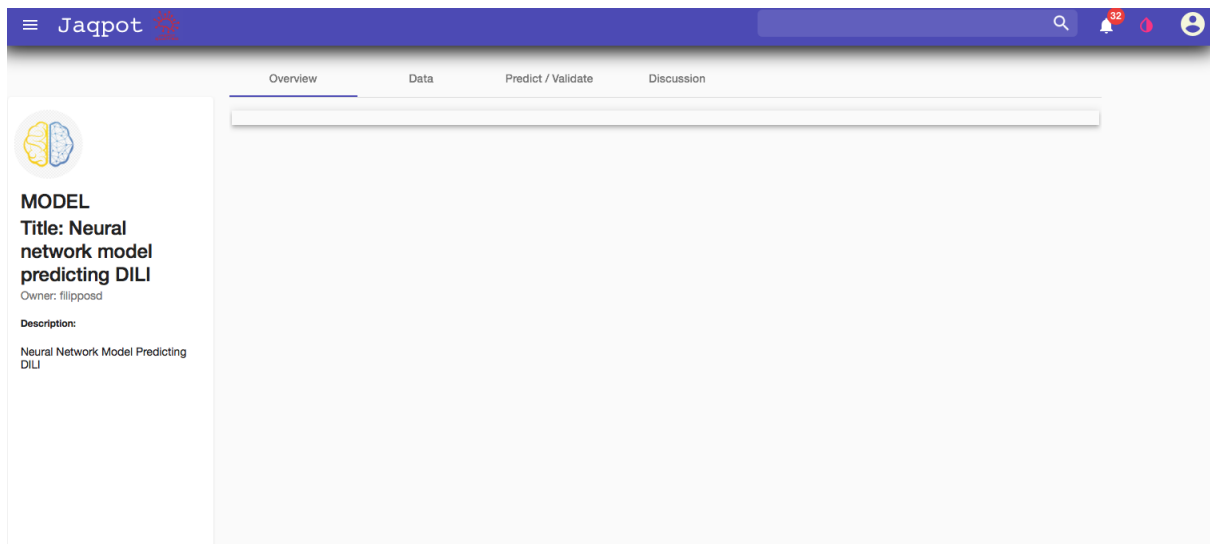 Jaqpot
32
Overview Data Predict / Validate Discussion
MODEL
Title: Neural
network model
predicting DILI
Owner: filipposd
Description:
Neural Network Model Predicting
DILI